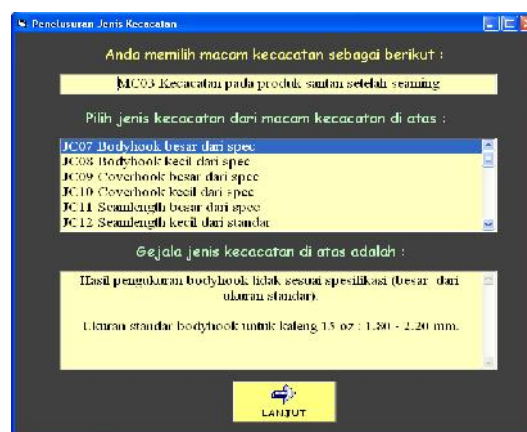 Penelusuran Jenis Kecacatan
Anda memilih macam kecacatan sebagai berikut :
MC03 Kecacatan pada produk santan setelah seaming
Pilih jenis kecacatan dari macam kecacatan di atas :
JC07 Bodyhook besar dari spec
JC08 Bodyhook kecil dari spec
JC09 Coverhook besar dari spec
JC10 Coverhook kecil dari spec
JC11 Seamlength besar dari spec
JC12 Seamlength kecil dari standar
Gejala jenis kecacatan di atas adalah :
Hasil pengukuran bodyhook tidak sesuai spesifikasi (besar dari
ukuran standar).
Ukuran standar bodyhook untuk kaleng 15 oz : 1.80 - 2.20 mm.
LANJUT